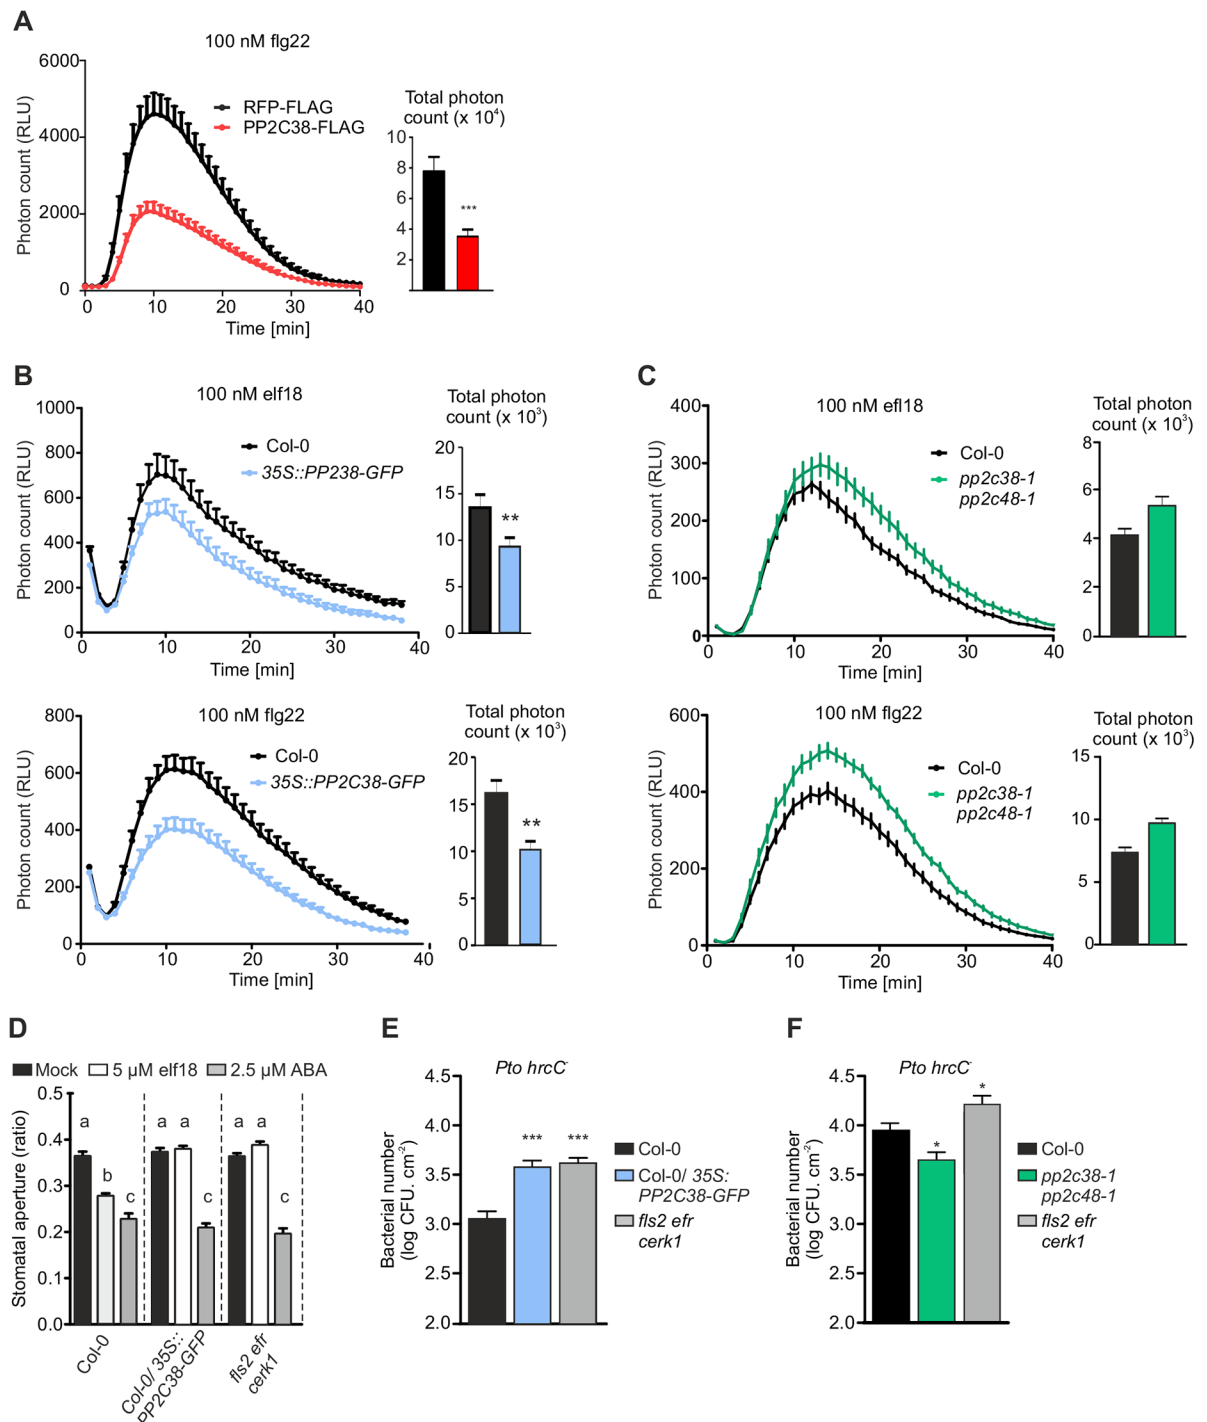 A
100 nM flg22
Photon count (RLU)
6000
4000
2000
0
RFP-FLAG
PP2C38-FLAG
0 10 20 30 40
Time [min]
Total photon
count (x 10⁴)
10
8
6
4
2
***
B
100 nM elf18
Photon count (RLU)
1000
800
600
400
200
0
Col-0
35S::PP238-GFP
0 10 20 30 40
Time [min]
Total photon
count (x 10³)
20
15
10
5
0
**
100 nM flg22
Photon count (RLU)
800
600
400
200
0
Col-0
35S::PP2C38-GFP
0 10 20 30 40
Time [min]
Total photon
count (x 10³)
20
15
10
5
0
**
C
100 nM efl18
Photon count (RLU)
400
300
200
100
0
Col-0
pp2c38-1
pp2c48-1
0 10 20 30 40
Time [min]
Total photon
count (x 10³)
8
6
4
2
0
100 nM flg22
Photon count (RLU)
600
400
200
0
Col-0
pp2c38-1
pp2c48-1
0 10 20 30 40
Time [min]
Total photon
count (x 10³)
15
10
5
0
D
Mock 5 µM elf18 2.5 µM ABA
Stomatal aperture (ratio)
0.5
0.4
0.3
0.2
0.1
0.0
a b c a a c a a c
Col-0
Col-0/ 35S::
PP2C38-GFP
fls2 efr
cerk1
E
Pto hrcC⁻
Bacterial number
(log CFU. cm⁻²)
4.5
4.0
3.5
3.0
2.5
2.0
*** ***
Col-0
Col-0/ 35S:
PP2C38-GFP
fls2 efr
cerk1
F
Pto hrcC⁻
Bacterial number
(log CFU. cm⁻²)
4.5
4.0
3.5
3.0
2.5
2.0
* *
Col-0
pp2c38-1
pp2c48-1
fls2 efr
cerk1